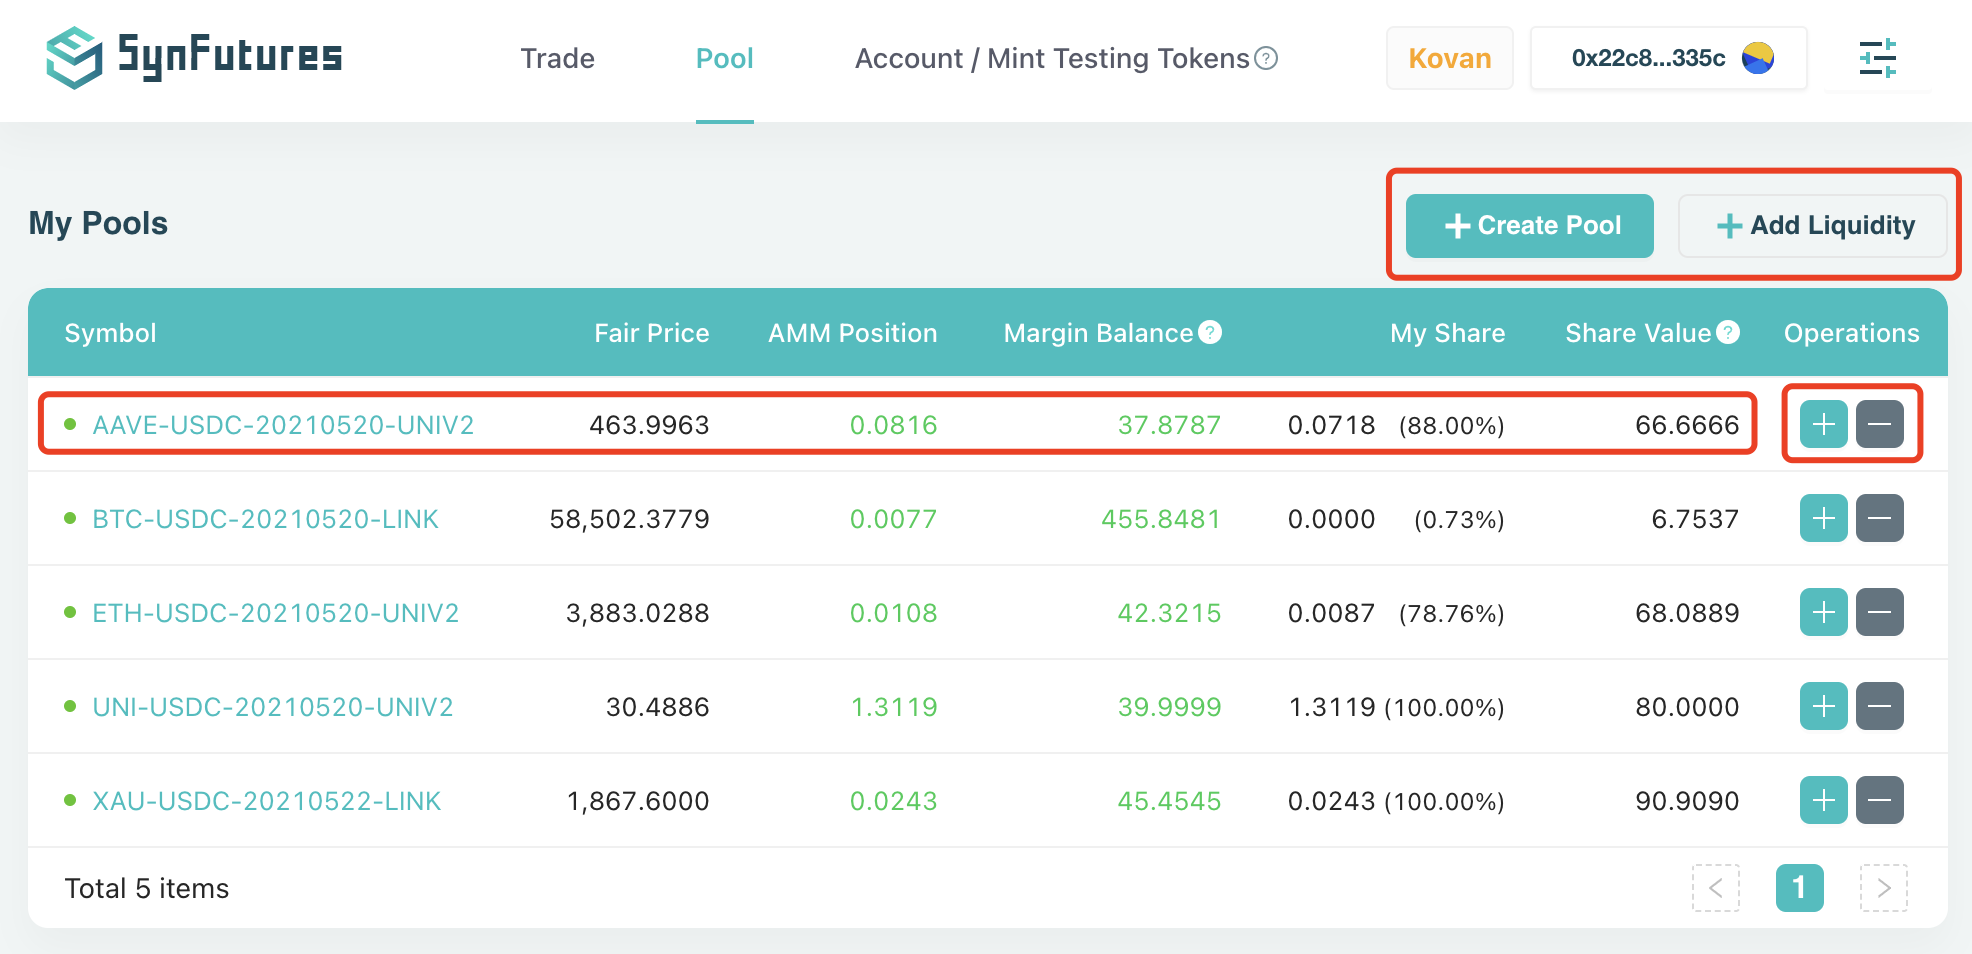 SynFutures Trade Pool Account / Mint Testing Tokens ? Kovan 0x22c8...335c
My Pools + Create Pool + Add Liquidity
Symbol Fair Price AMM Position Margin Balance ? My Share Share Value ? Operations
AAVE-USDC-20210520-UNIV2 463.9963 0.0816 37.8787 0.0718 (88.00%) 66.6666 + −
BTC-USDC-20210520-LINK 58,502.3779 0.0077 455.8481 0.0000 (0.73%) 6.7537 + −
ETH-USDC-20210520-UNIV2 3,883.0288 0.0108 42.3215 0.0087 (78.76%) 68.0889 + −
UNI-USDC-20210520-UNIV2 30.4886 1.3119 39.9999 1.3119 (100.00%) 80.0000 + −
XAU-USDC-20210522-LINK 1,867.6000 0.0243 45.4545 0.0243 (100.00%) 90.9090 + −
Total 5 items < 1 >